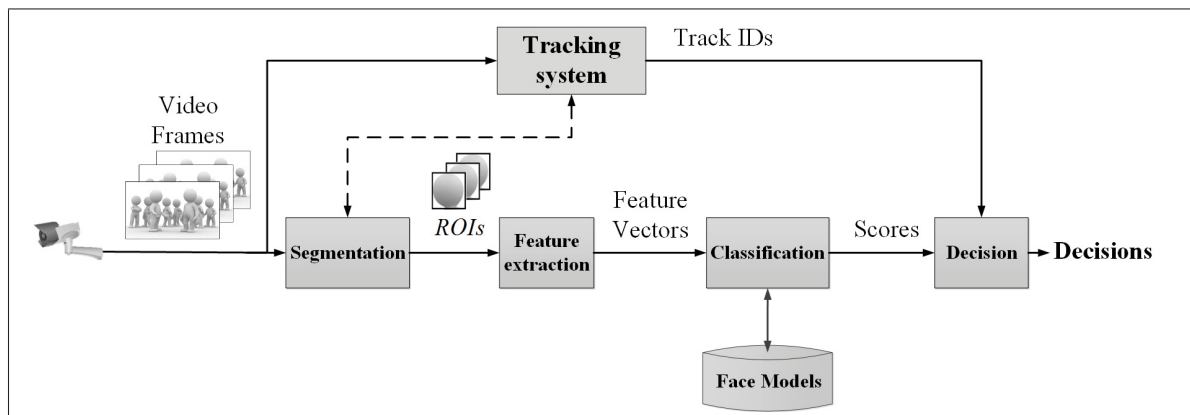 Tracking
system
Track IDs
Video
Frames
ROIs
Feature
Vectors
Scores
Segmentation
Feature
extraction
Classification
Decision
Decisions
Face Models